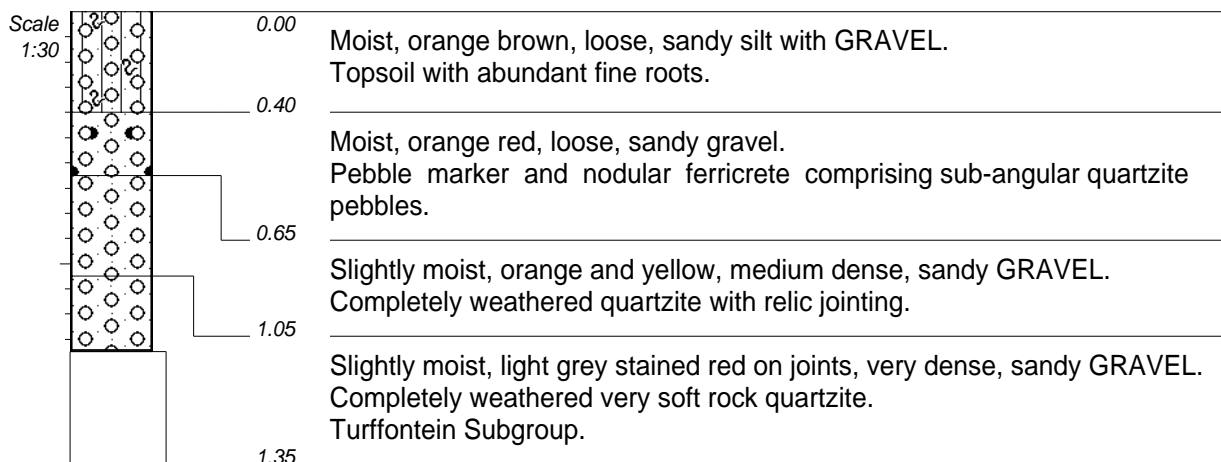 Scale
1:30
0.00
Moist, orange brown, loose, sandy silt with GRAVEL.
Topsoil with abundant fine roots.
0.40
Moist, orange red, loose, sandy gravel.
Pebble marker and nodular ferricrete comprising sub-angular quartzite
pebbles.
0.65
Slightly moist, orange and yellow, medium dense, sandy GRAVEL.
Completely weathered quartzite with relic jointing.
1.05
Slightly moist, light grey stained red on joints, very dense, sandy GRAVEL.
Completely weathered very soft rock quartzite.
Turffontein Subgroup.
1.35